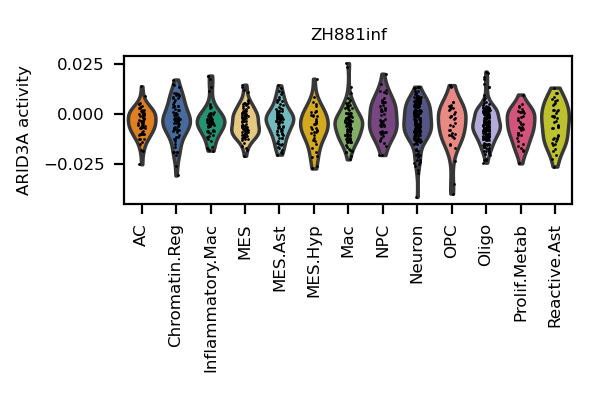 ZH881inf
ARID3A activity
0.025
0.000
−0.025
AC
Chromatin.Reg
Inflammatory.Mac
MES
MES.Ast
MES.Hyp
Mac
NPC
Neuron
OPC
Oligo
Prolif.Metab
Reactive.Ast